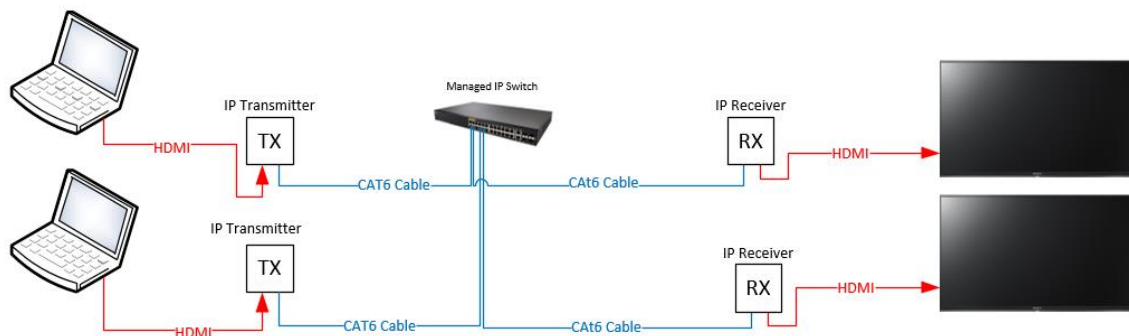 Managed IP Switch
IP Transmitter
IP Receiver
TX
RX
HDMI
HDMI
CAT6 Cable
CAt6 Cable
IP Transmitter
IP Receiver
TX
RX
HDMI
HDMI
CAT6 Cable
CAt6 Cable